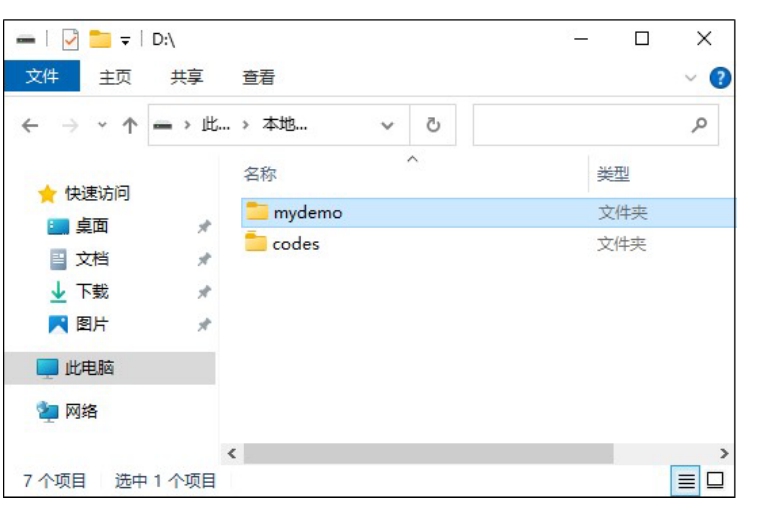 D:\
文件 主页 共享 查看
此... 本地...
名称 类型
快速访问
桌面
文档
下载
图片
此电脑
网络
mydemo 文件夹
codes 文件夹
7 个项目 选中 1 个项目